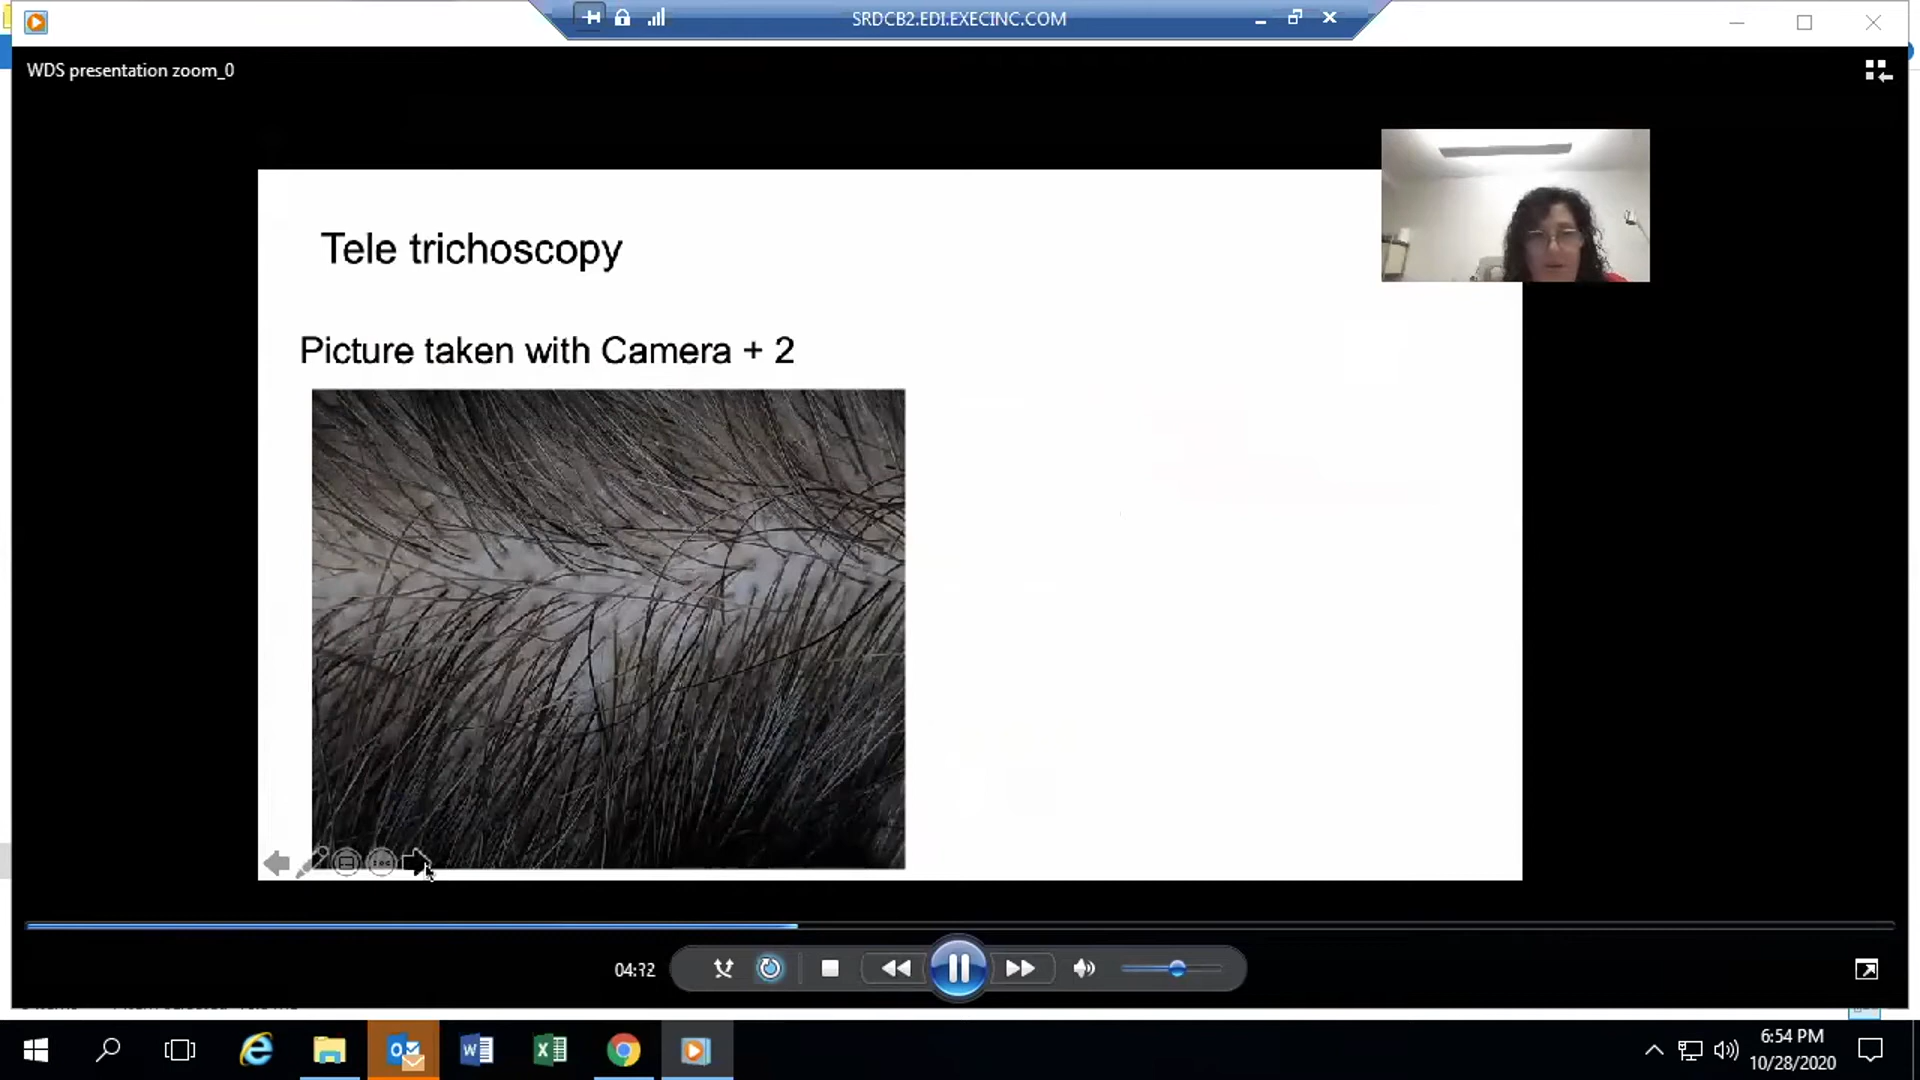 SRDCB2.EDI.EXECINC.COM
WDS presentation zoom_0
Tele trichoscopy
Picture taken with Camera + 2
04:32
6:54 PM
10/28/2020